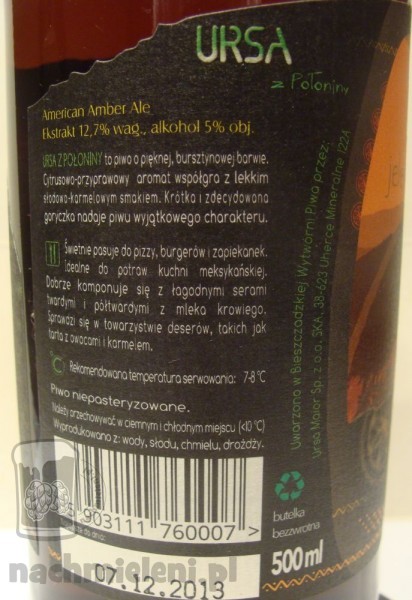 URSA
z Połoniny
American Amber Ale
Ekstrakt 12,7% wag., alkohol 5% obj.
URSA Z POŁONINY to piwo o pięknej, bursztynowej barwie.
Cytrusowo-przyprawowy aromat współgra z lekkim
słodowo-karmelowym smakiem. Krótka i zdecydowana
goryczka nadaje piwu wyjątkowego charakteru.
Świetnie pasuje do pizzy, burgerów i zapiekanek.
Idealne do potraw kuchni meksykańskiej.
Dobrze komponuje się z łagodnymi serami
twardymi i półtwardymi z mleka krowiego.
Sprawdzi się w towarzystwie deserów, takich jak
tarta z owocami i karmelem.
°C Rekomendowana temperatura serwowania: 7-8 °C
Piwo niepasteryzowane.
Należy przechowywać w ciemnym i chłodnym miejscu (<10 °C)
Wyprodukowano z: wody, słodu, chmielu, drożdży.
903111 760007 >
07.12.2013
butelka
bezzwrotna
500 ml
Uwarzono w Bieszczadzkiej Wytwórni Piwa przez:
Ursa Maior Sp. z o.o. SKA, 38-623 Uherce Mineralne 122A
nachmieleni.pl